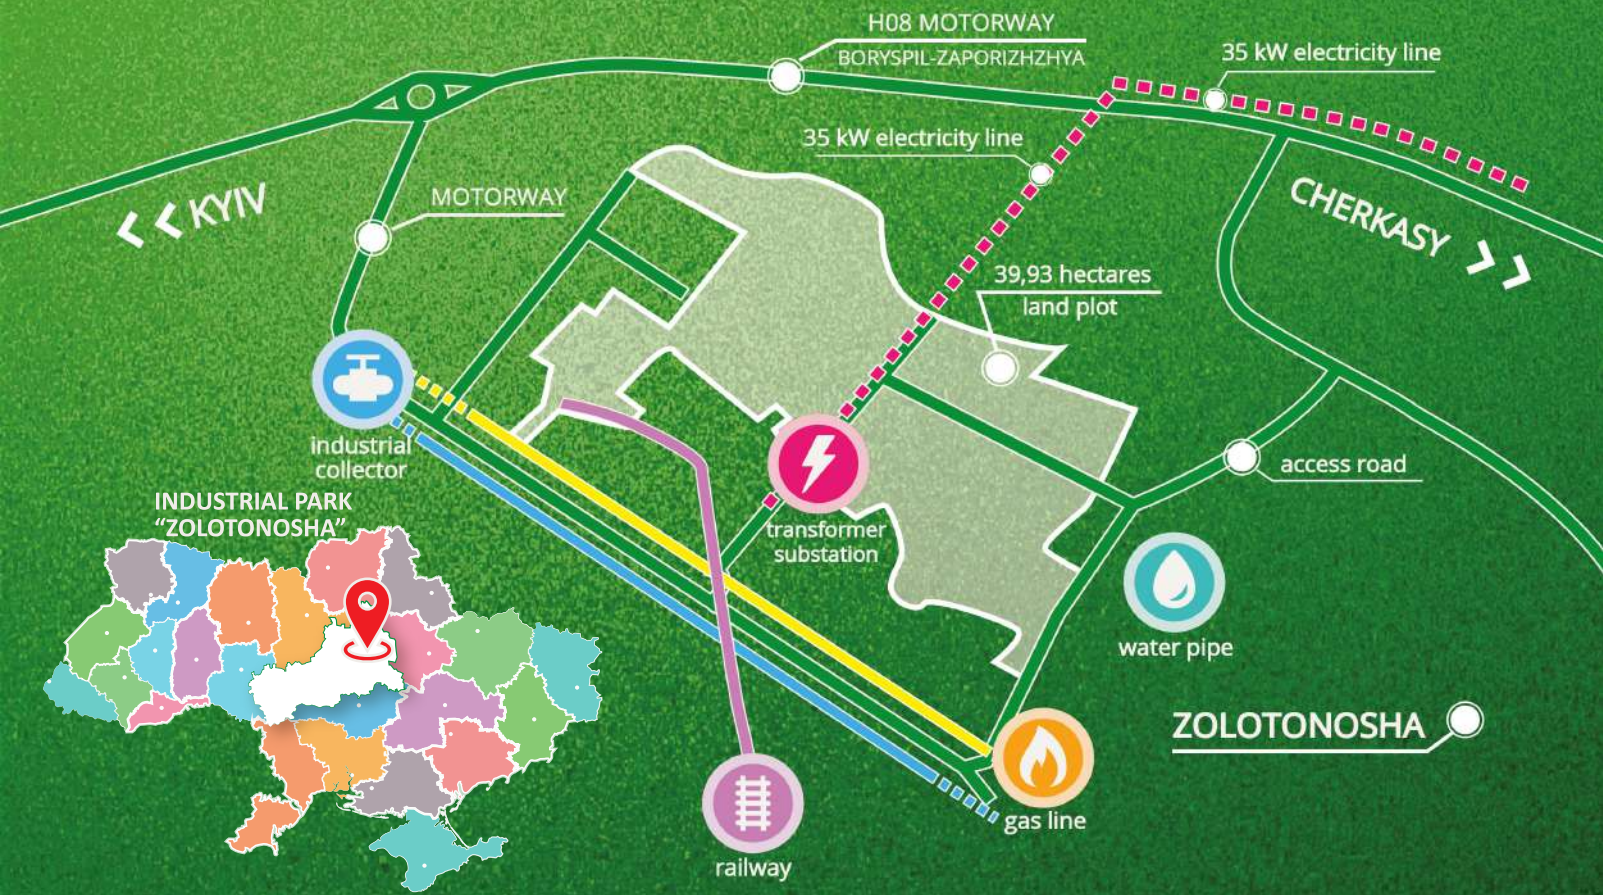 H08 MOTORWAY
BORYSPIL-ZAPORIZHZHYA
35 kW electricity line
35 kW electricity line
MOTORWAY
<< KYIV
CHERKASY >>
39,93 hectares
land plot
industrial
collector
access road
INDUSTRIAL PARK
“ZOLOTONOSHA”
transformer
substation
water pipe
ZOLOTONOSHA
gas line
railway